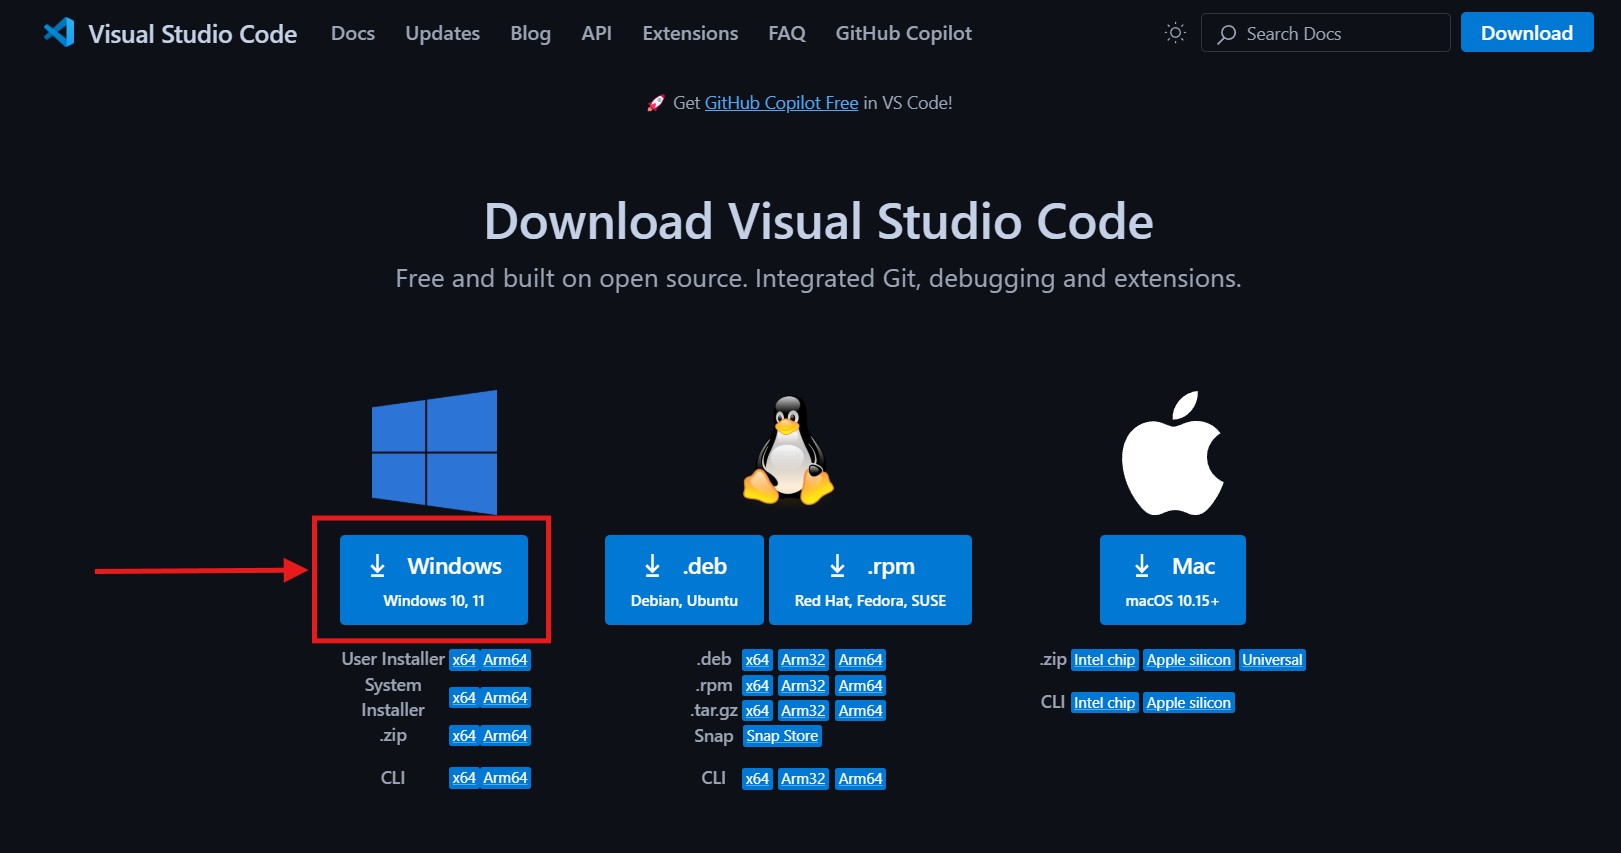 Visual Studio Code Docs Updates Blog API Extensions FAQ GitHub Copilot Search Docs Download
🚀 Get GitHub Copilot Free in VS Code!
Download Visual Studio Code
Free and built on open source. Integrated Git, debugging and extensions.
Windows
Windows 10, 11
User Installer x64 Arm64
System Installer x64 Arm64
.zip x64 Arm64
CLI x64 Arm64
.deb
Debian, Ubuntu
.rpm
Red Hat, Fedora, SUSE
.deb x64 Arm32 Arm64
.rpm x64 Arm32 Arm64
.tar.gz x64 Arm32 Arm64
Snap Snap Store
CLI x64 Arm32 Arm64
Mac
macOS 10.15+
.zip Intel chip Apple silicon Universal
CLI Intel chip Apple silicon